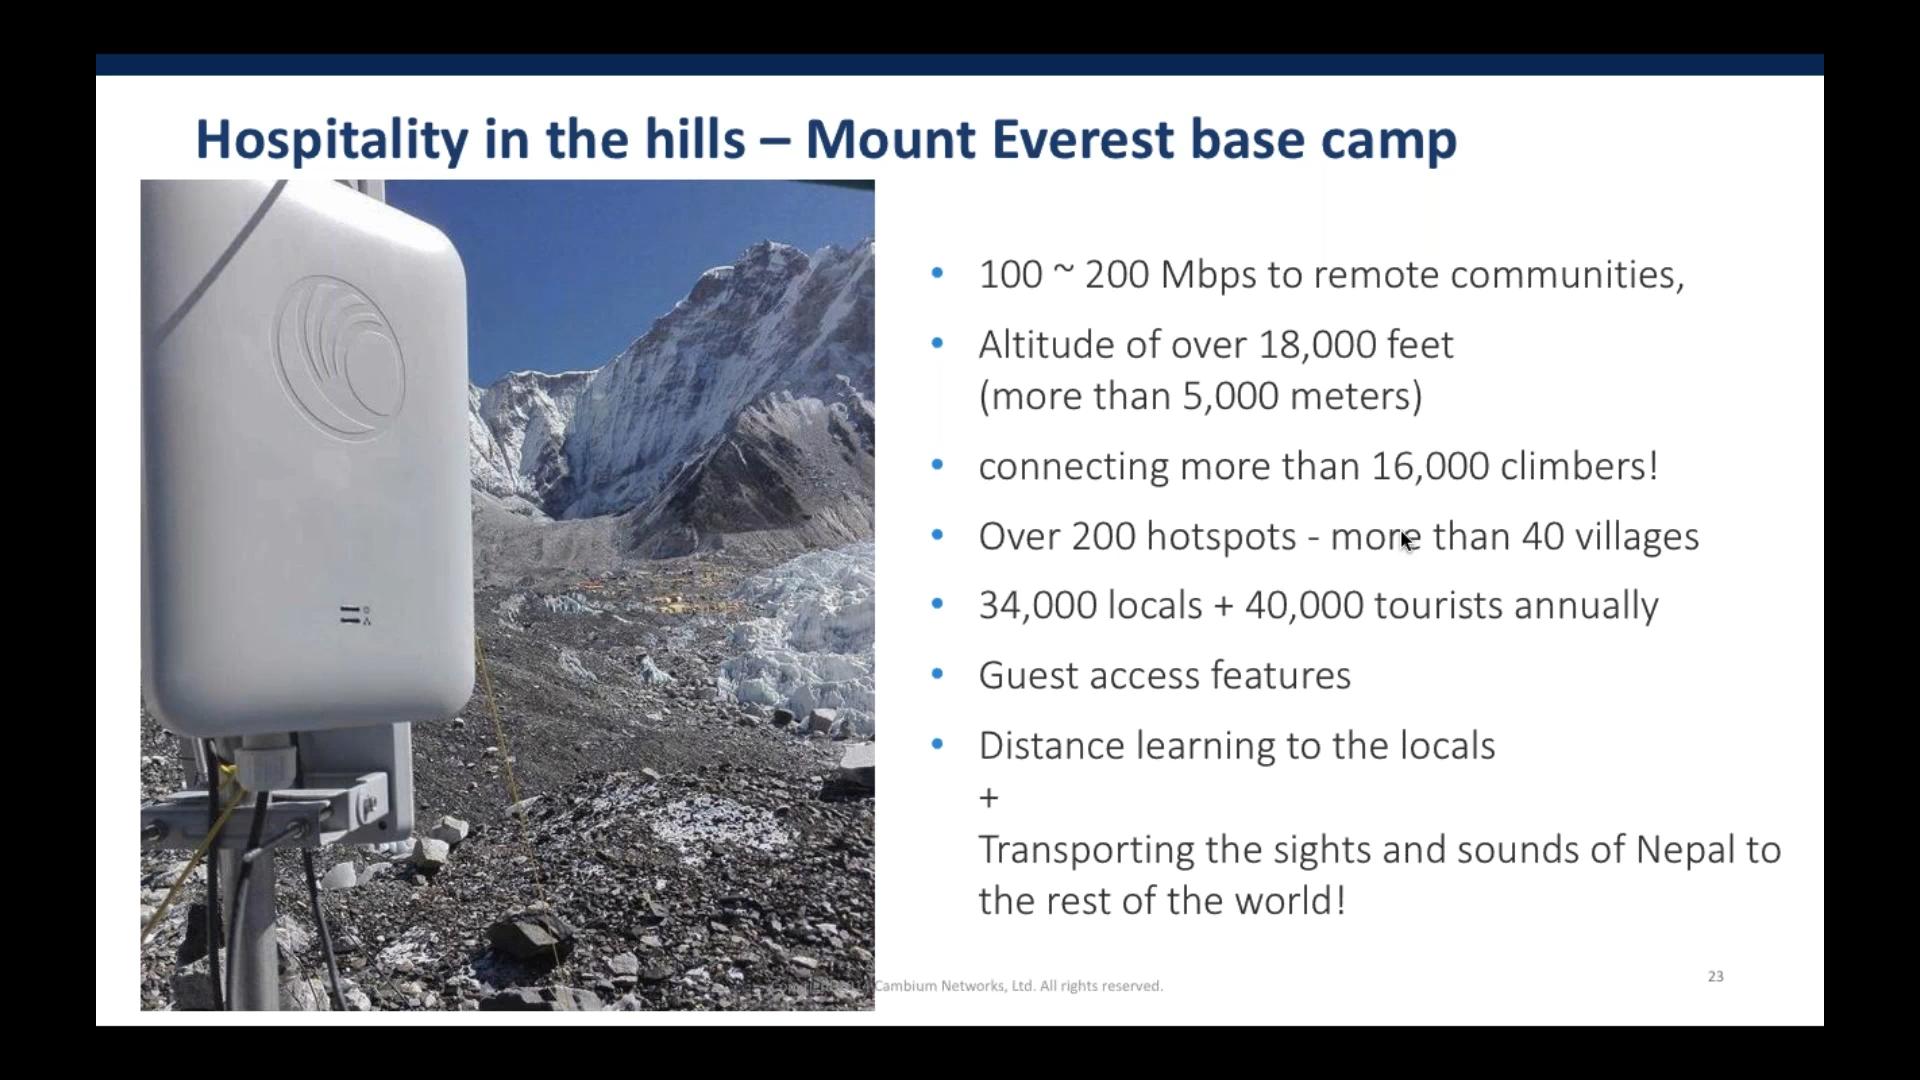 Hospitality in the hills – Mount Everest base camp
• 100 ~ 200 Mbps to remote communities,
• Altitude of over 18,000 feet
(more than 5,000 meters)
• connecting more than 16,000 climbers!
• Over 200 hotspots - more than 40 villages
• 34,000 locals + 40,000 tourists annually
• Guest access features
• Distance learning to the locals
+
Transporting the sights and sounds of Nepal to
the rest of the world!
Cambium Networks, Ltd. All rights reserved.
23